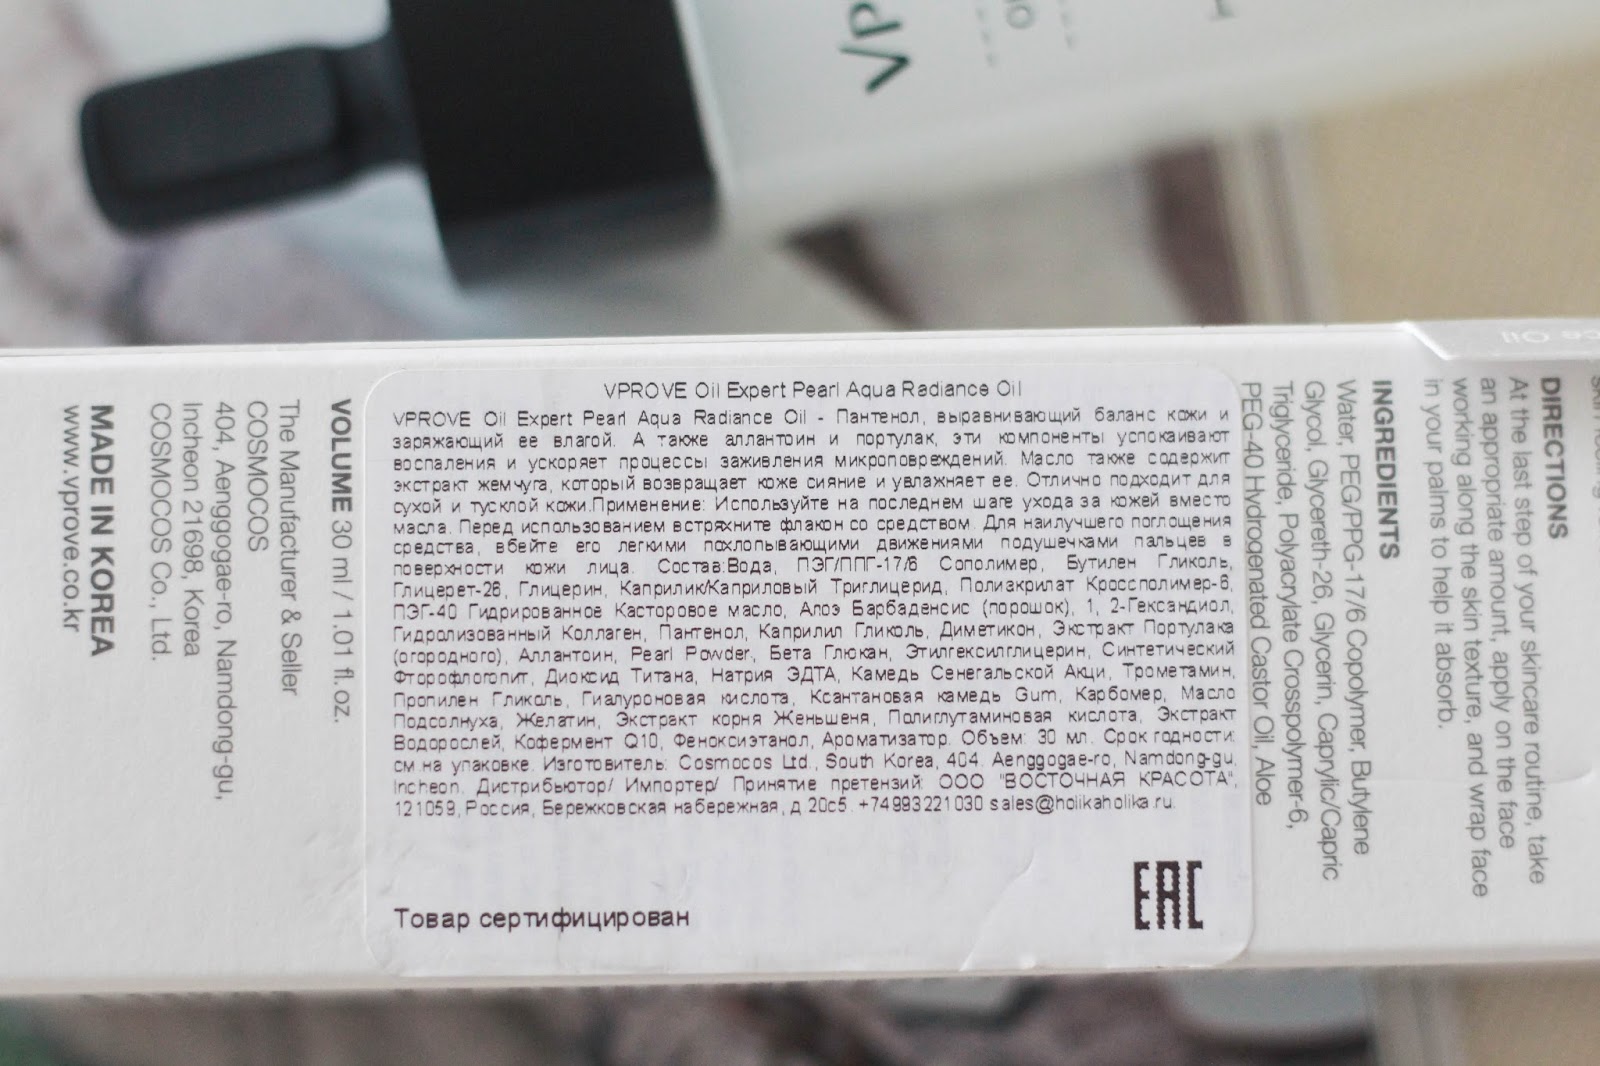 VPROVE Oil Expert Pearl Aqua Radiance Oil
VPROVE Oil Expert Pearl Aqua Radiance Oil - Пантенол, выравнивающий баланс кожи и
заряжающий ее влагой. А также аллантоин и портулак, эти компоненты успокаивают
воспаления и ускоряет процессы заживления микроповреждений. Масло также содержит
экстракт жемчуга, который возвращает коже сияние и увлажняет ее. Отлично подходит для
сухой и тусклой кожи.Применение: Используйте на последнем шаге ухода за кожей вместо
масла. Перед использованием встряхните флакон со средством. Для наилучшего поглощения
средства, вбейте его легкими похлопывающими движениями подушечками пальцев в
поверхности кожи лица. Состав:Вода, ПЭГ/ППГ-17/6 Сополимер, Бутилен Гликоль,
Глицерет-26, Глицерин, Каприлик/Каприловый Триглицерид, Полиакрилат Кроссполимер-6,
ПЭГ-40 Гидрированное Касторовое масло, Алоэ Барбаденсис (порошок), 1, 2-Гександиол,
Гидролизованный Коллаген, Пантенол, Каприлил Гликоль, Диметикон, Экстракт Портулака
(огородного), Аллантоин, Pearl Powder, Бета Глюкан, Этилгексилглицерин, Синтетический
Фторофлогопит, Диоксид Титана, Натрия ЭДТА, Камедь Сенегальской Акци, Трометамин,
Пропилен Гликоль, Гиалуроновая кислота, Ксантановая камедь Gum, Карбомер, Масло
Подсолнуха, Желатин, Экстракт корня Женьшеня, Полиглутаминовая кислота, Экстракт
Водорослей, Кофермент Q10, Феноксиэтанол, Ароматизатор. Объем: 30 мл. Срок годности:
см.на упаковке. Изготовитель: Cosmocos Ltd., South Korea, 404. Aenggogae-ro, Namdong-gu,
Incheon. Дистрибьютор/ Импортер/ Принятие претензий: ООО "ВОСТОЧНАЯ КРАСОТА",
121059, Россия, Бережковская набережная, д 20с5. +74993221030 sales@holikaholika.ru.
Товар сертифицирован
EAC
DIRECTIONS
At the last step of your skincare routine, take
an appropriate amount, apply on the face
working along the skin texture, and wrap face
in your palms to help it absorb.
INGREDIENTS
Water, PEG/PPG-17/6 Copolymer, Butylene
Glycol, Glycereth-26, Glycerin, Caprylic/Capric
Triglyceride, Polyacrylate Crosspolymer-6,
PEG-40 Hydrogenated Castor Oil, Aloe
VOLUME 30 ml / 1.01 fl.oz.
The Manufacturer & Seller
COSMOCOS
404, Aenggogae-ro, Namdong-gu,
Incheon 21698, Korea
COSMOCOS Co., Ltd.
MADE IN KOREA
www.vprove.co.kr
VP
Oil